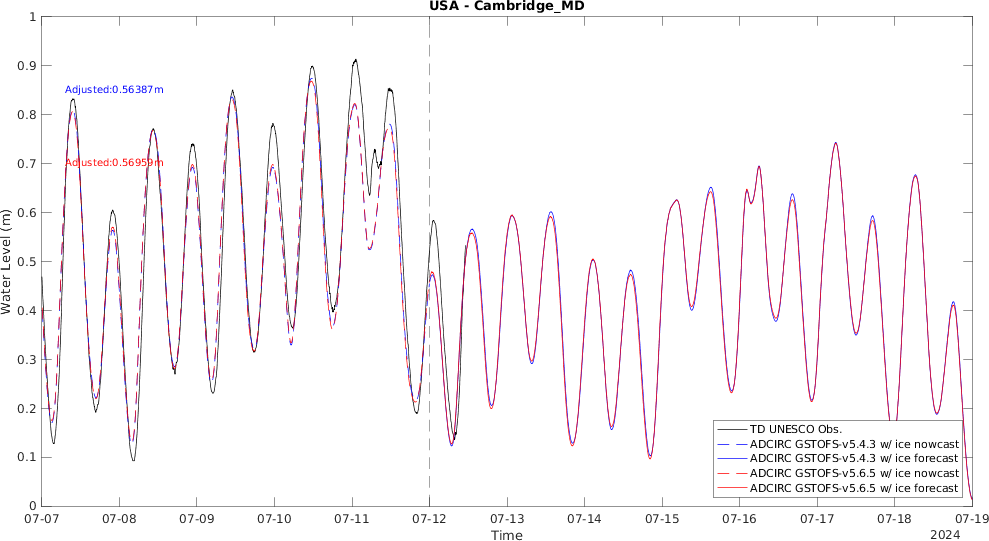 USA - Cambridge_MD
1
0.9
0.8
0.7
0.6
0.5
0.4
0.3
0.2
0.1
0
Water Level (m)
Adjusted:0.56387m
Adjusted:0.56959m
TD UNESCO Obs.
ADCIRC GSTOFS-v5.4.3 w/ ice nowcast
ADCIRC GSTOFS-v5.4.3 w/ ice forecast
ADCIRC GSTOFS-v5.6.5 w/ ice nowcast
ADCIRC GSTOFS-v5.6.5 w/ ice forecast
07-07 07-08 07-09 07-10 07-11 07-12 07-13 07-14 07-15 07-16 07-17 07-18 07-19
Time
2024